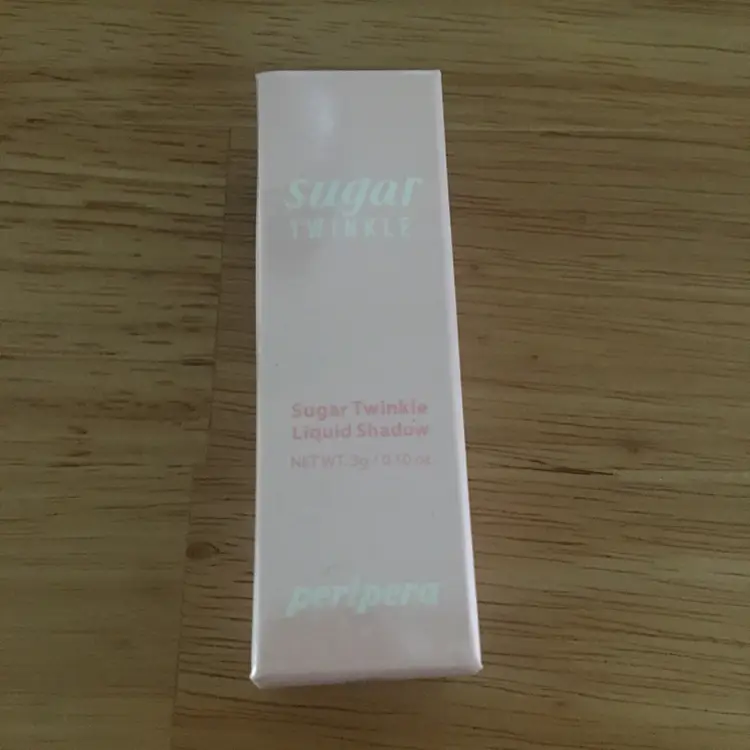 sugar
TWINKLE
Sugar Twinkle
Liquid Shadow
NET WT. 3g / 0.10 oz.
peripera